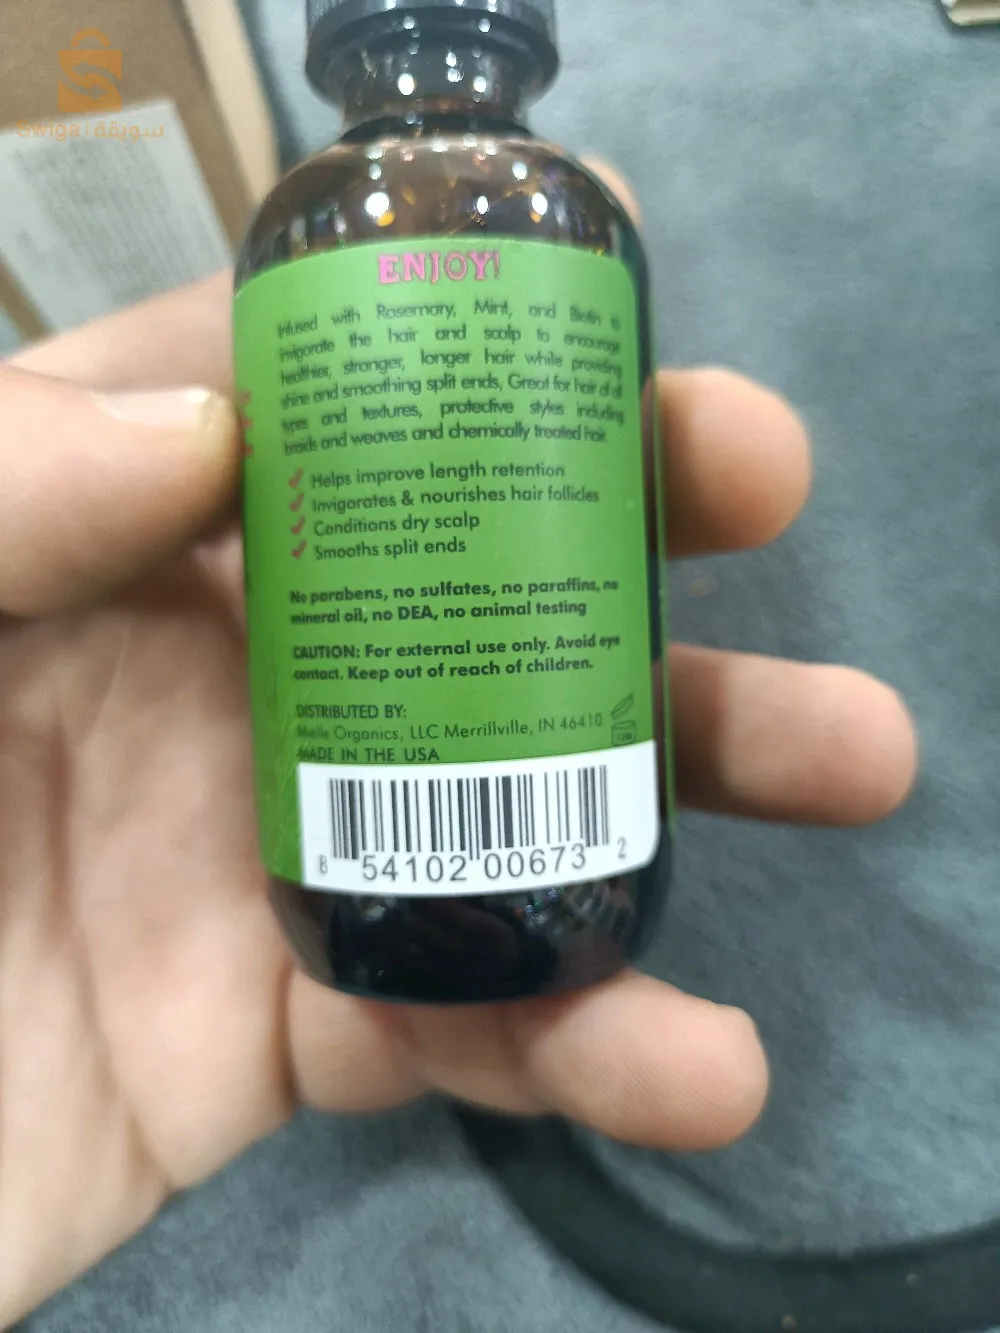 Swiga | سويقة
ENJOY!
Infused with Rosemary, Mint, and Biotin to
invigorate the hair and scalp to encourage
healthier, stronger, longer hair while providing
shine and smoothing split ends, Great for hair of all
types and textures, protective styles including
braids and weaves and chemically treated hair.
Helps improve length retention
Invigorates & nourishes hair follicles
Conditions dry scalp
Smooths split ends
No parabens, no sulfates, no paraffins, no
mineral oil, no DEA, no animal testing
CAUTION: For external use only. Avoid eye
contact. Keep out of reach of children.
DISTRIBUTED BY:
Mielle Organics, LLC Merrillville, IN 46410
MADE IN THE USA
8 54102 00673 2